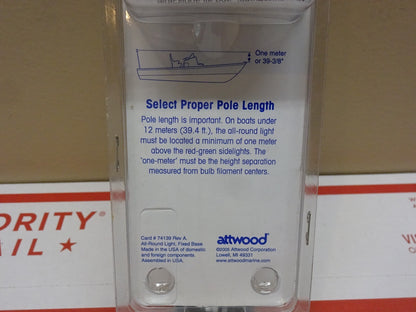 One meter
or 39-3/8"
Select Proper Pole Length
Pole length is important. On boats under
12 meters (39.4 ft.), the all-round light
must be located a minimum of one meter
above the red-green sidelights. The
'one-meter' must be the height separation
measured from bulb filament centers.
Card # 74139 Rev A.
All-Round Light, Fixed Base
Made in the USA of domestic
and foreign components.
Assembled in USA.
attwood
©2005 Attwood Corporation
Lowell, MI 49331
www.attwoodmarine.com
ORITY
AIL